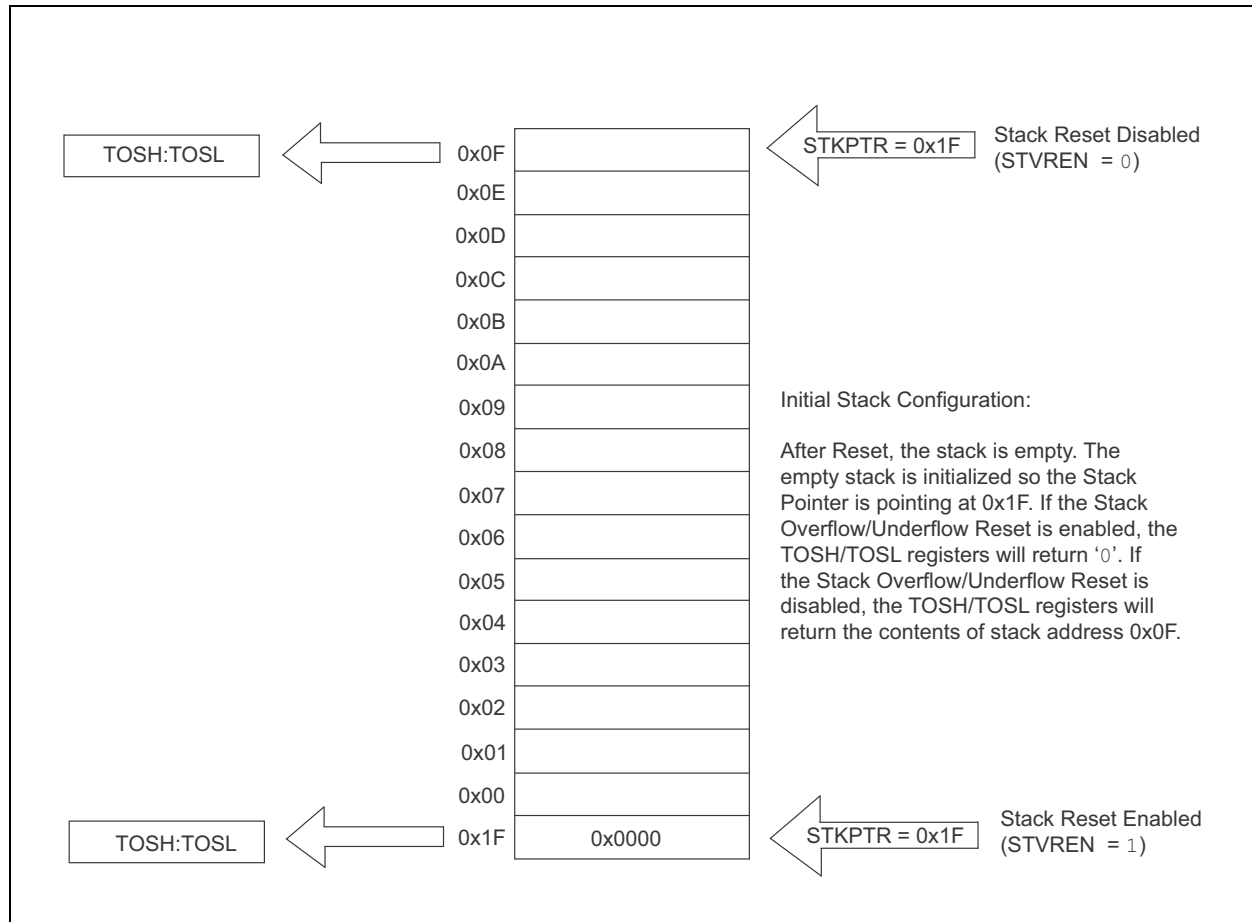 TOSH:TOSL
0x0F
STKPTR = 0x1F
Stack Reset Disabled
(STVREN = 0)
0x0E
0x0D
0x0C
0x0B
0x0A
0x09
0x08
0x07
0x06
0x05
0x04
0x03
0x02
0x01
0x00
Initial Stack Configuration:
After Reset, the stack is empty. The
empty stack is initialized so the Stack
Pointer is pointing at 0x1F. If the Stack
Overflow/Underflow Reset is enabled, the
TOSH/TOSL registers will return ‘0’. If
the Stack Overflow/Underflow Reset is
disabled, the TOSH/TOSL registers will
return the contents of stack address 0x0F.
TOSH:TOSL
0x1F
0x0000
STKPTR = 0x1F
Stack Reset Enabled
(STVREN = 1)